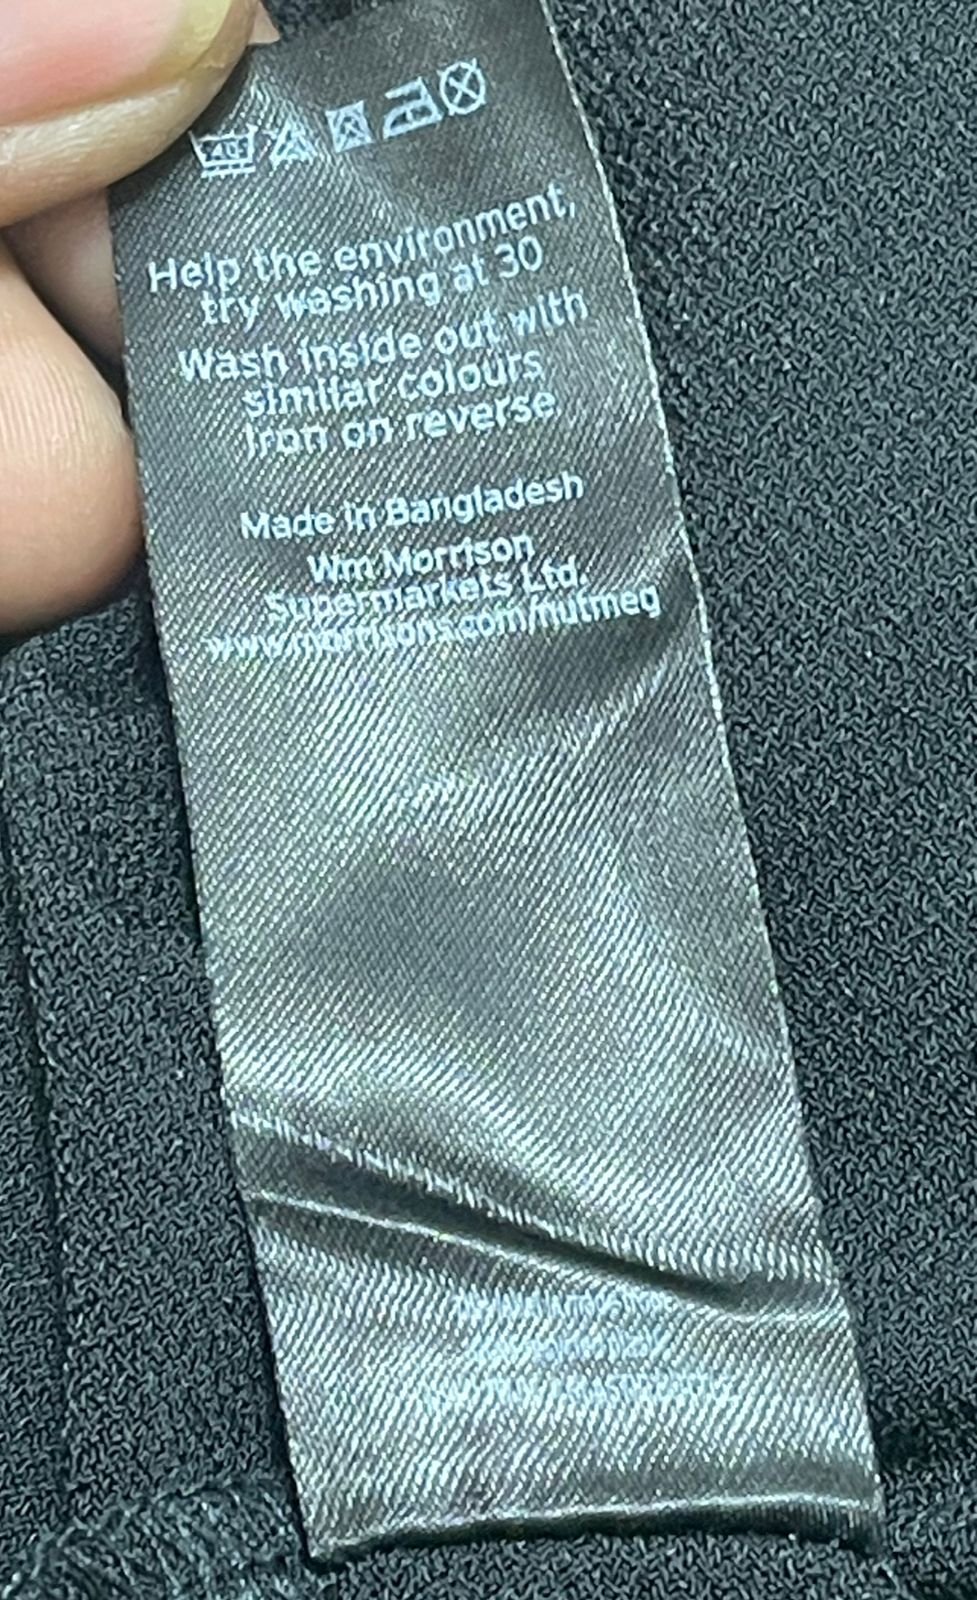 40°
Help the environment,
try washing at 30
Wash inside out with
similar colours
Iron on reverse
Made in Bangladesh
Wm Morrison
Supermarkets Ltd.
www.morrisons.com/nutmeg